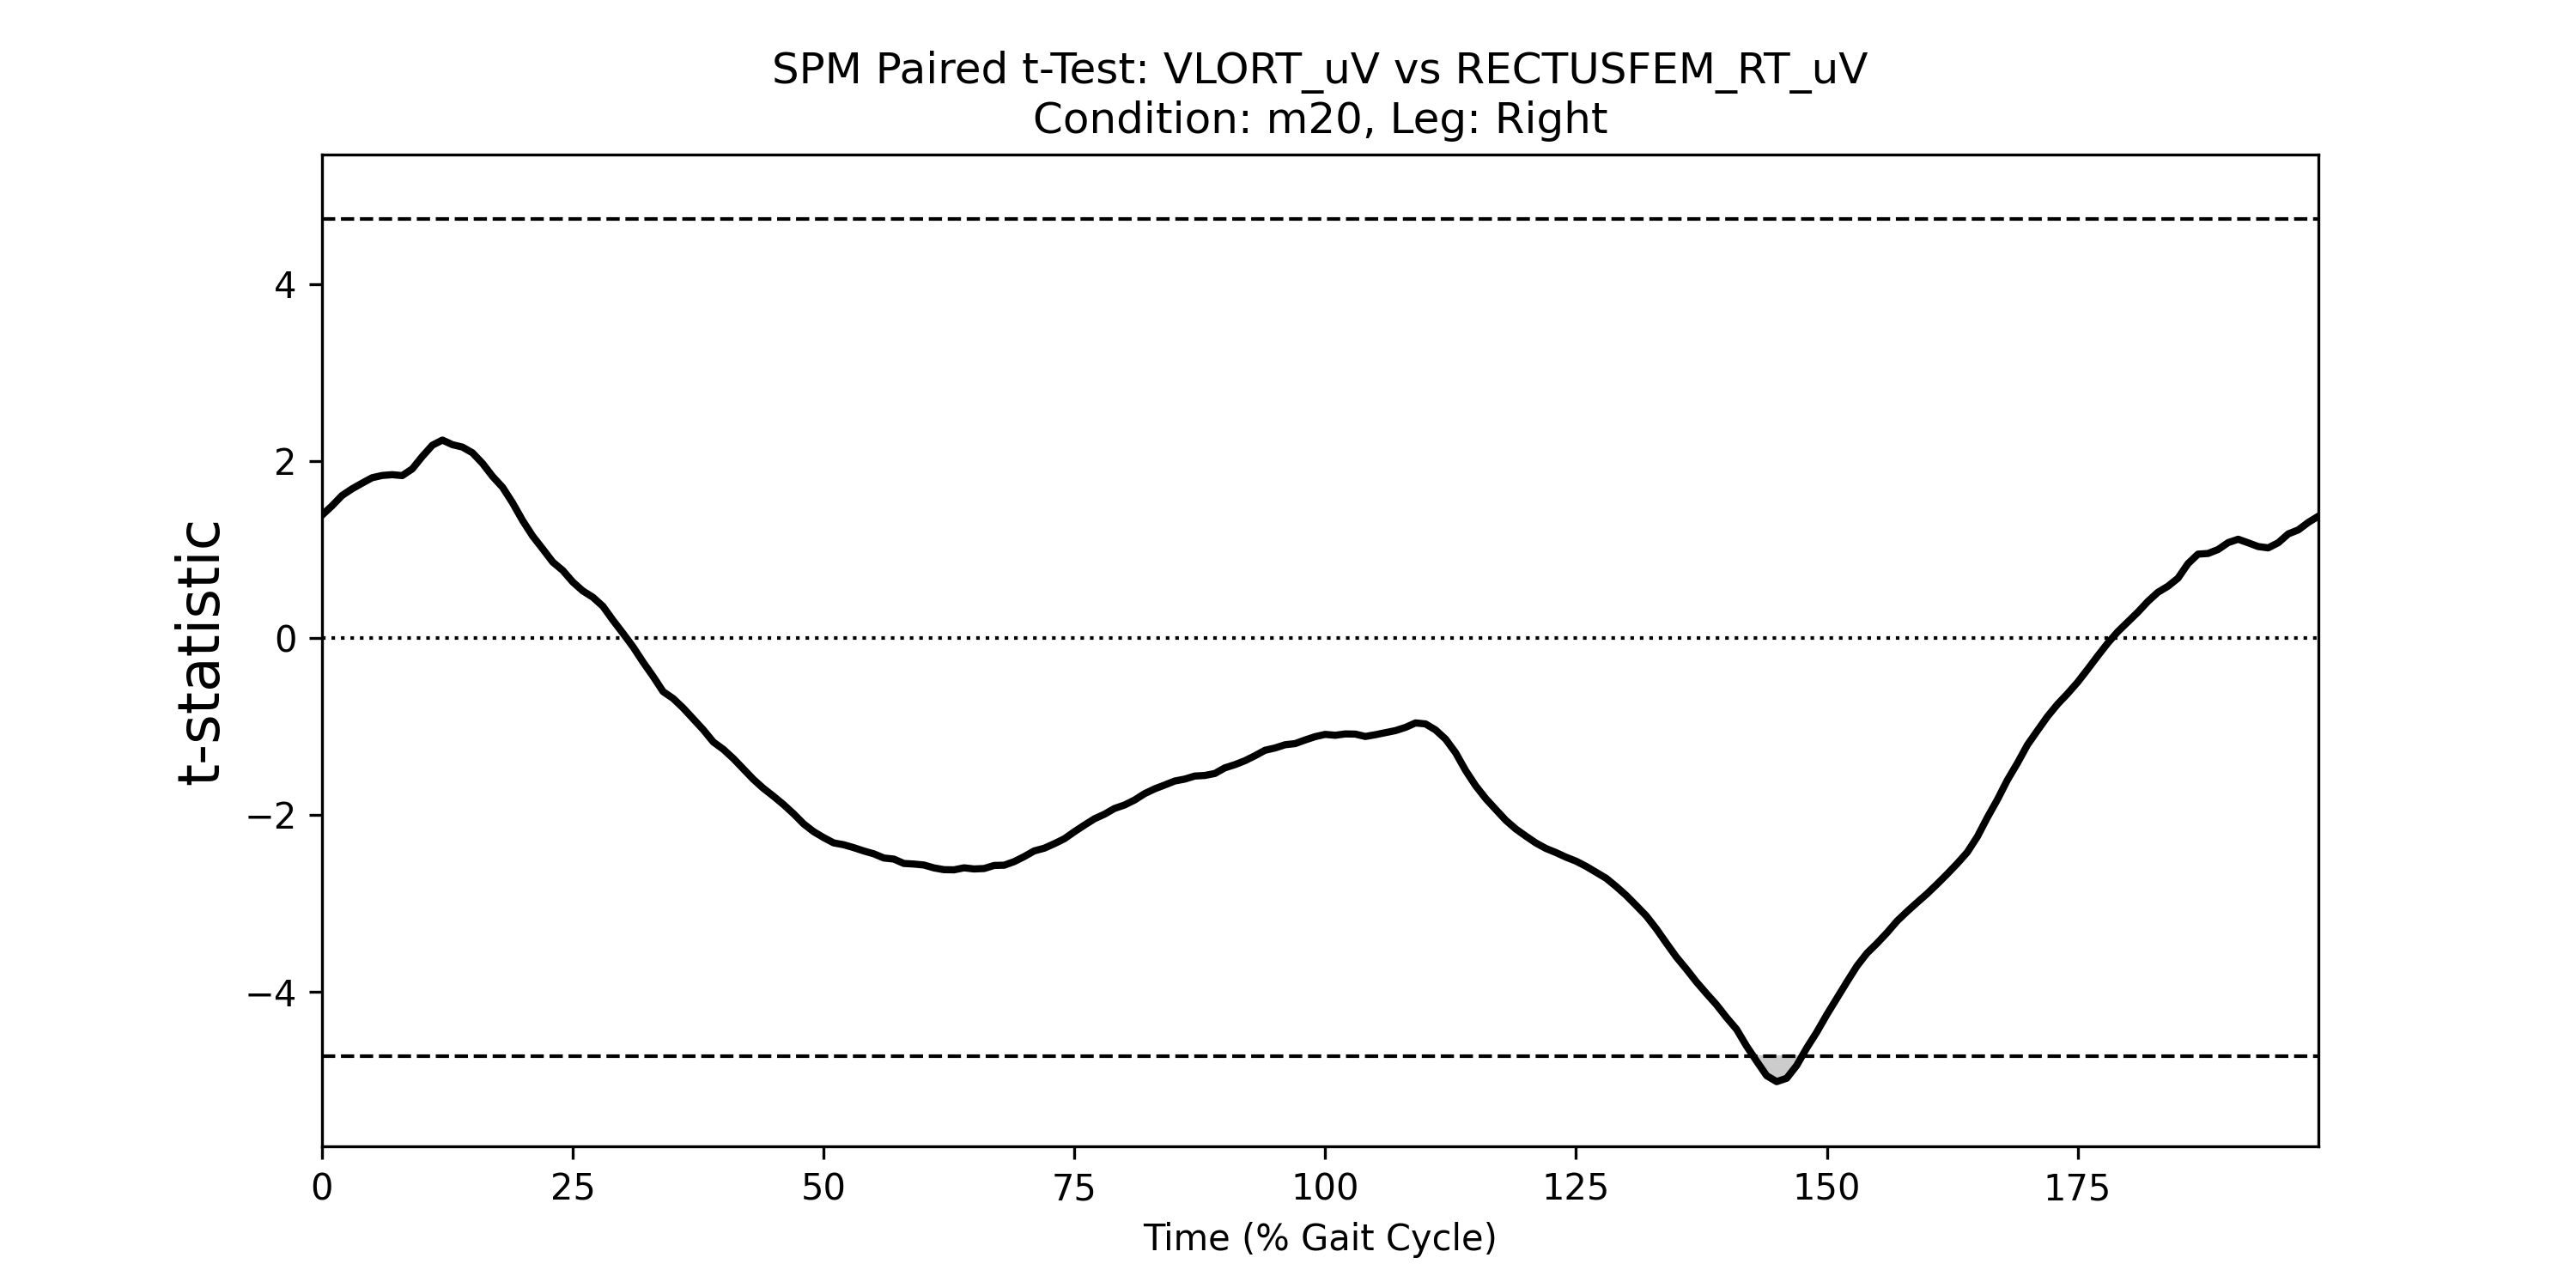 SPM Paired t-Test: VLORT_uV vs RECTUSFEM_RT_uV
Condition: m20, Leg: Right
t-statistic
4
2
0
−2
−4
0 25 50 75 100 125 150 175
Time (% Gait Cycle)